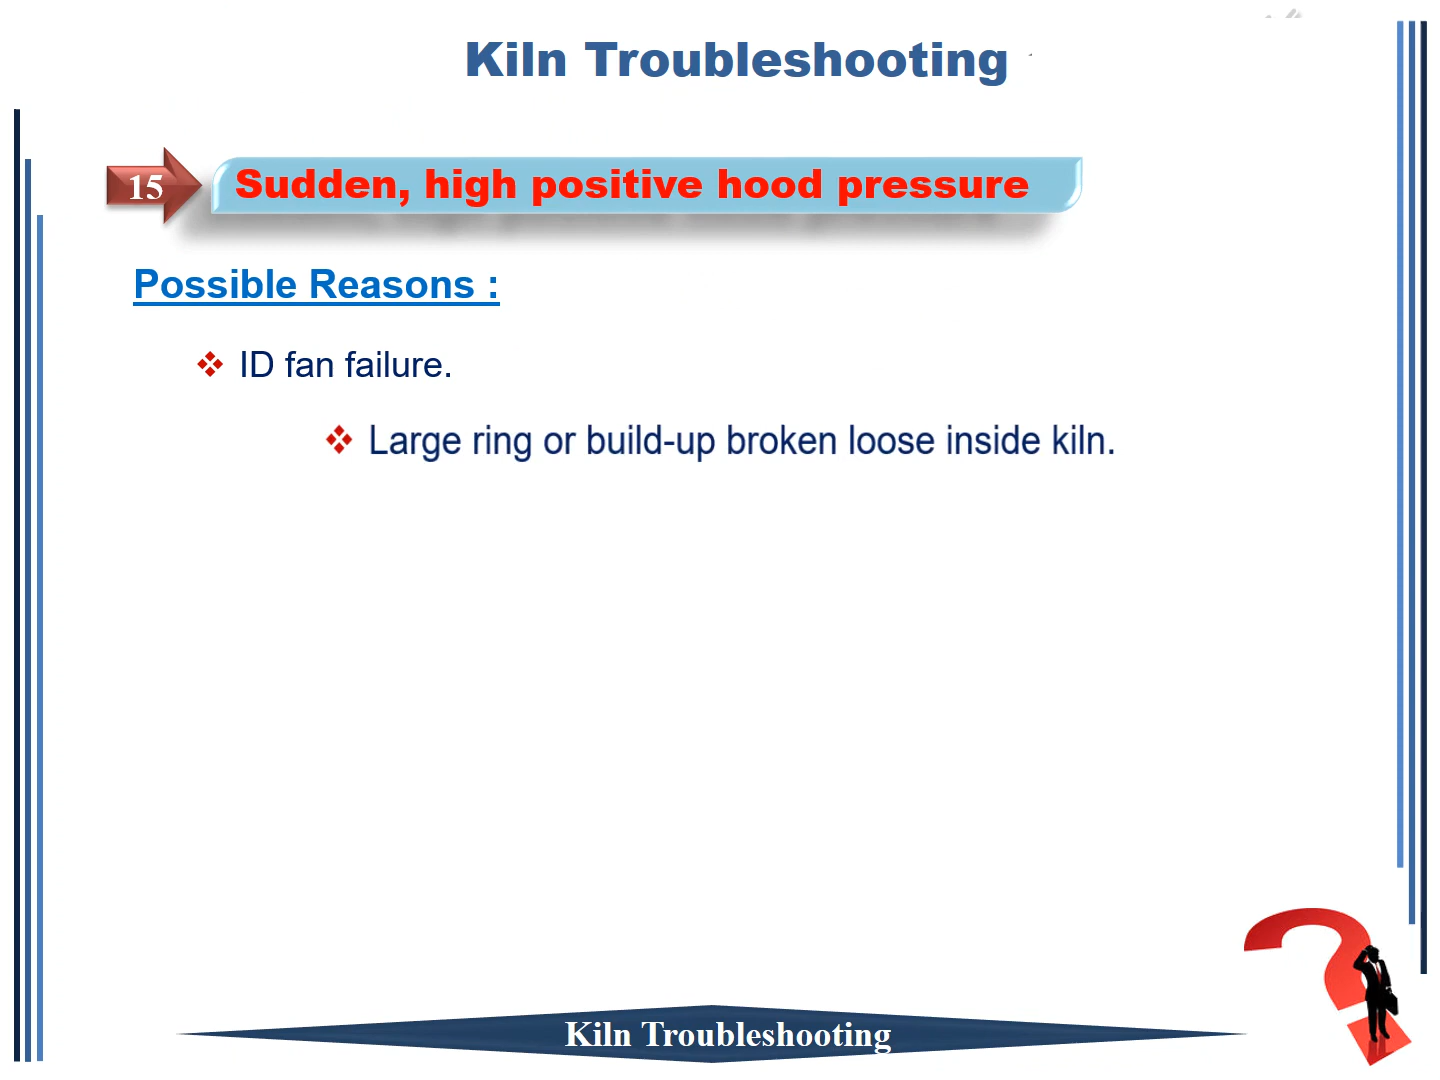 Kiln Troubleshooting
15
Sudden, high positive hood pressure
Possible Reasons :
ID fan failure.
Large ring or build-up broken loose inside kiln.
Kiln Troubleshooting